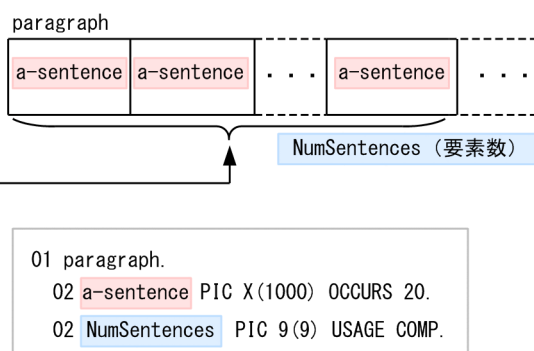 paragraph
a-sentence a-sentence ・・・ a-sentence ・・・
NumSentences (要素数)
01 paragraph.
02 a-sentence PIC X(1000) OCCURS 20.
02 NumSentences PIC 9(9) USAGE COMP.